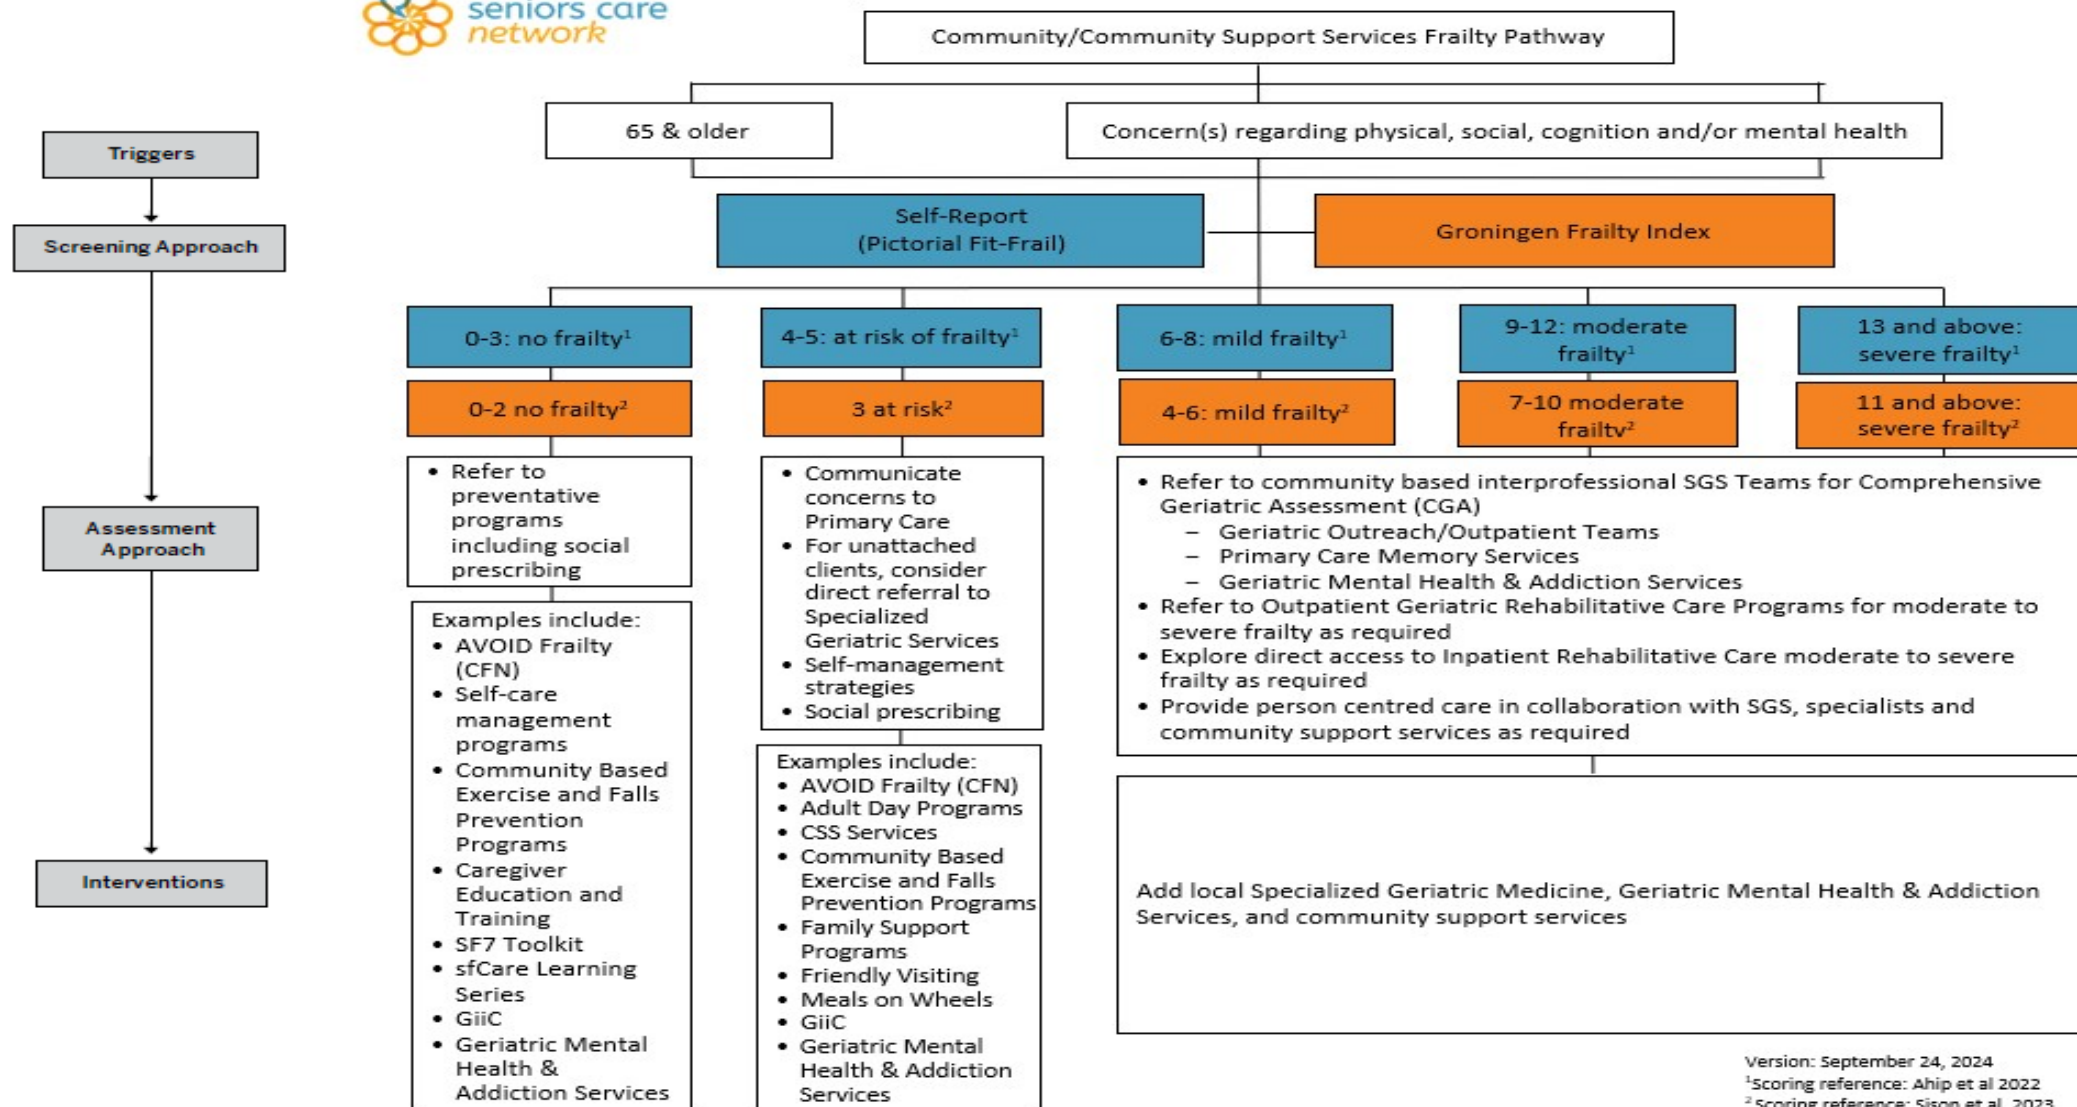 seniors care
network
Community/Community Support Services Frailty Pathway
65 & older
Concern(s) regarding physical, social, cognition and/or mental health
Triggers
Screening Approach
Assessment
Approach
Interventions
Self-Report
(Pictorial Fit-Frail)
Groningen Frailty Index
0-3: no frailty¹
4-5: at risk of frailty¹
6-8: mild frailty¹
9-12: moderate
frailty¹
13 and above:
severe frailty¹
0-2 no frailty²
3 at risk²
4-6: mild frailty²
7-10 moderate
frailty²
11 and above:
severe frailty²
• Refer to
preventative
programs
including social
prescribing
Examples include:
• AVOID Frailty
(CFN)
• Self-care
management
programs
• Community Based
Exercise and Falls
Prevention
Programs
• Caregiver
Education and
Training
• SF7 Toolkit
• sfCare Learning
Series
• GiiC
• Geriatric Mental
Health &
Addiction Services
• Communicate
concerns to
Primary Care
• For unattached
clients, consider
direct referral to
Specialized
Geriatric Services
• Self-management
strategies
• Social prescribing
Examples include:
• AVOID Frailty (CFN)
• Adult Day Programs
• CSS Services
• Community Based
Exercise and Falls
Prevention Programs
• Family Support
Programs
• Friendly Visiting
• Meals on Wheels
• GiiC
• Geriatric Mental
Health & Addiction
Services
• Refer to community based interprofessional SGS Teams for Comprehensive
Geriatric Assessment (CGA)
– Geriatric Outreach/Outpatient Teams
– Primary Care Memory Services
– Geriatric Mental Health & Addiction Services
• Refer to Outpatient Geriatric Rehabilitative Care Programs for moderate to
severe frailty as required
• Explore direct access to Inpatient Rehabilitative Care moderate to severe
frailty as required
• Provide person centred care in collaboration with SGS, specialists and
community support services as required
Add local Specialized Geriatric Medicine, Geriatric Mental Health & Addiction
Services, and community support services
Version: September 24, 2024
¹Scoring reference: Ahip et al 2022
² Scoring reference: Sison et al. 2023